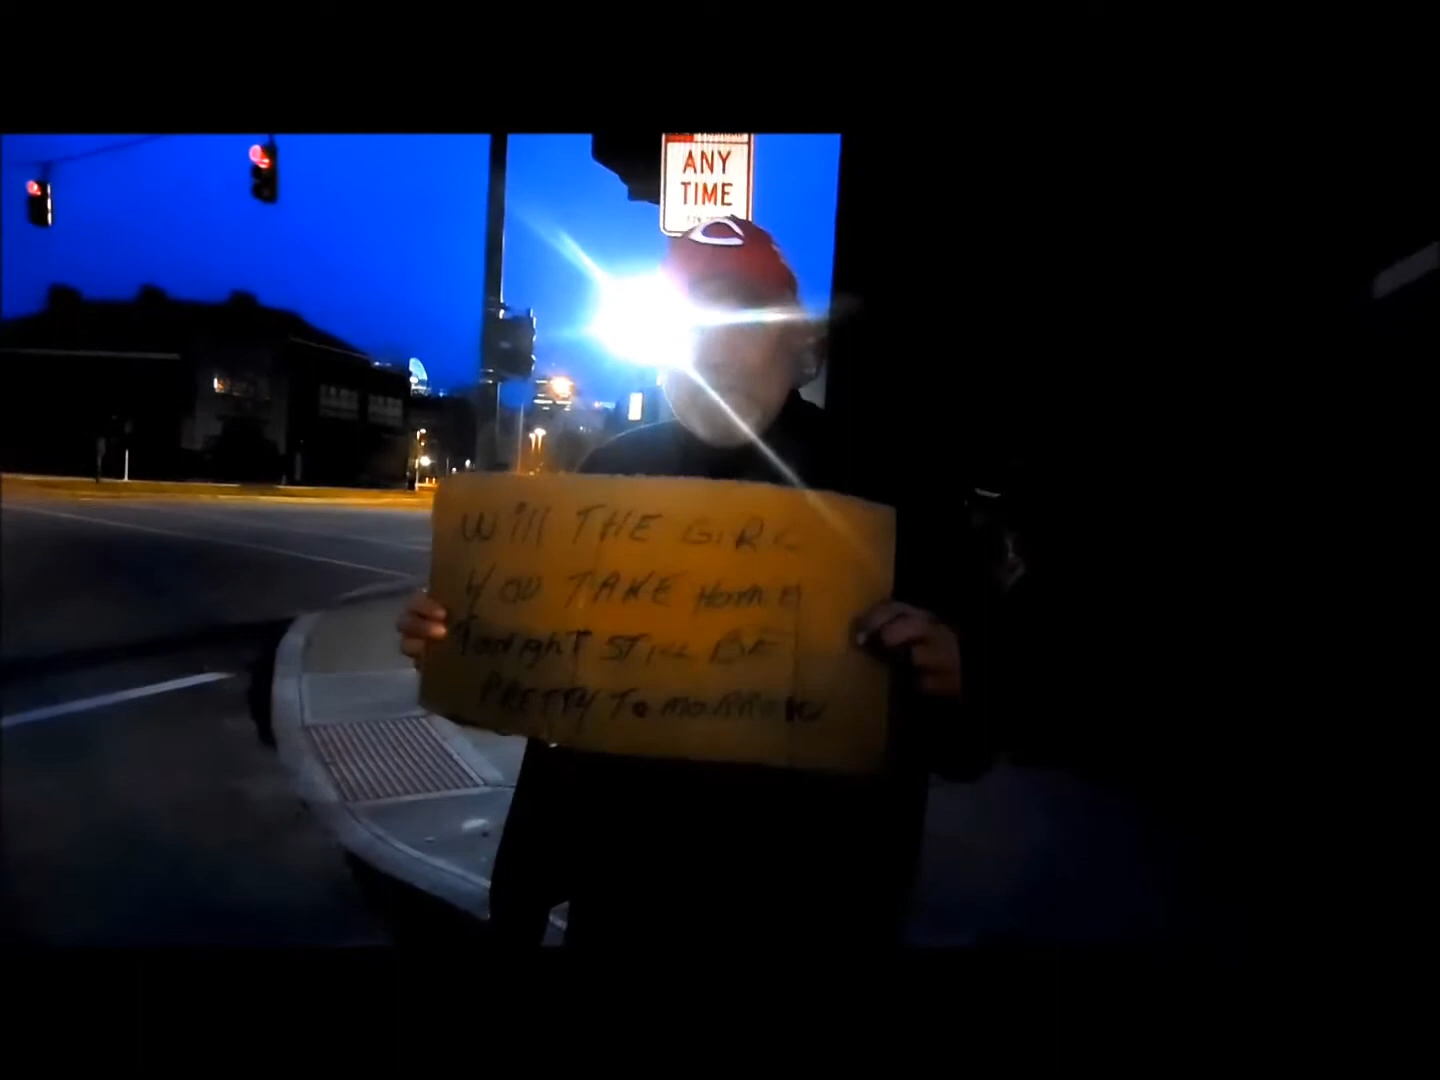 ANY
TIME
WIll THE GIRL
YOU TAKE HOME
TonighT STILL BE
PRETTY ToMORROW